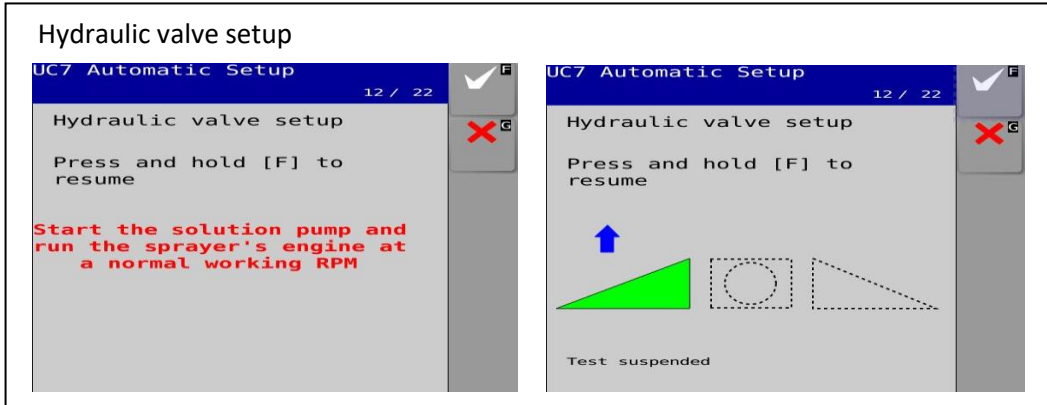 Hydraulic valve setup
UC7 Automatic Setup
12 / 22
F
Hydraulic valve setup
G
Press and hold [F] to
resume
Start the solution pump and
run the sprayer's engine at
a normal working RPM
UC7 Automatic Setup
12 / 22
F
Hydraulic valve setup
G
Press and hold [F] to
resume
Test suspended